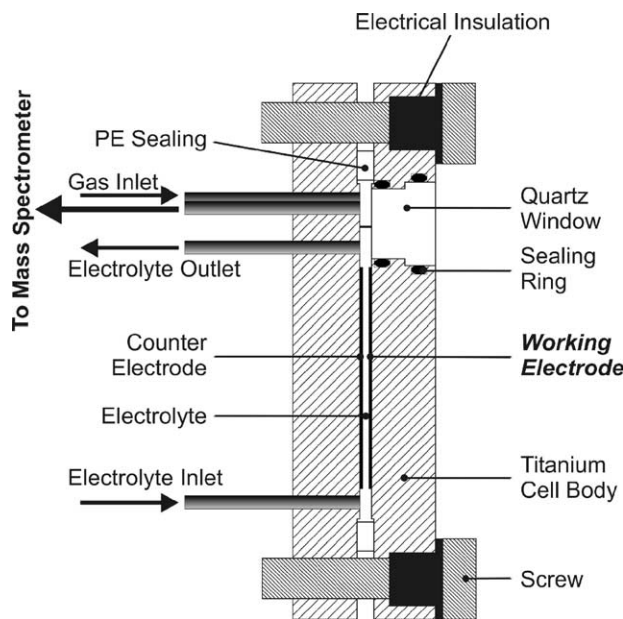 Electrical Insulation
PE Sealing
Gas Inlet
To Mass Spectrometer
Electrolyte Outlet
Quartz
Window
Sealing
Ring
Counter
Electrode
Working
Electrode
Electrolyte
Electrolyte Inlet
Titanium
Cell Body
Screw